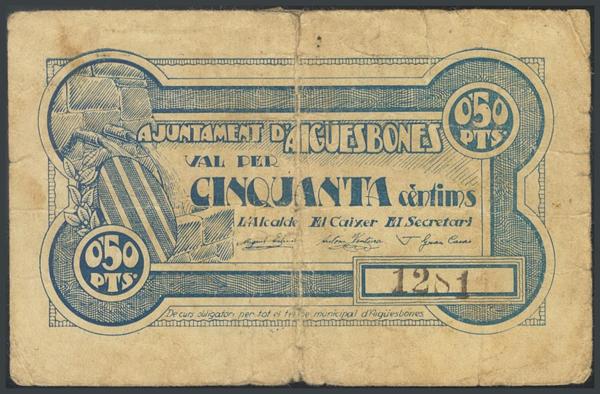 0'50 PTS.
AJUNTAMENT D'AIGÜESBONES
VAL PER
CINQUANTA cèntims
L'Alcalde El Caixer El Secretari
0'50 PTS.
1281
De curs obligatori per tot el terme municipal d'Aigüesbones